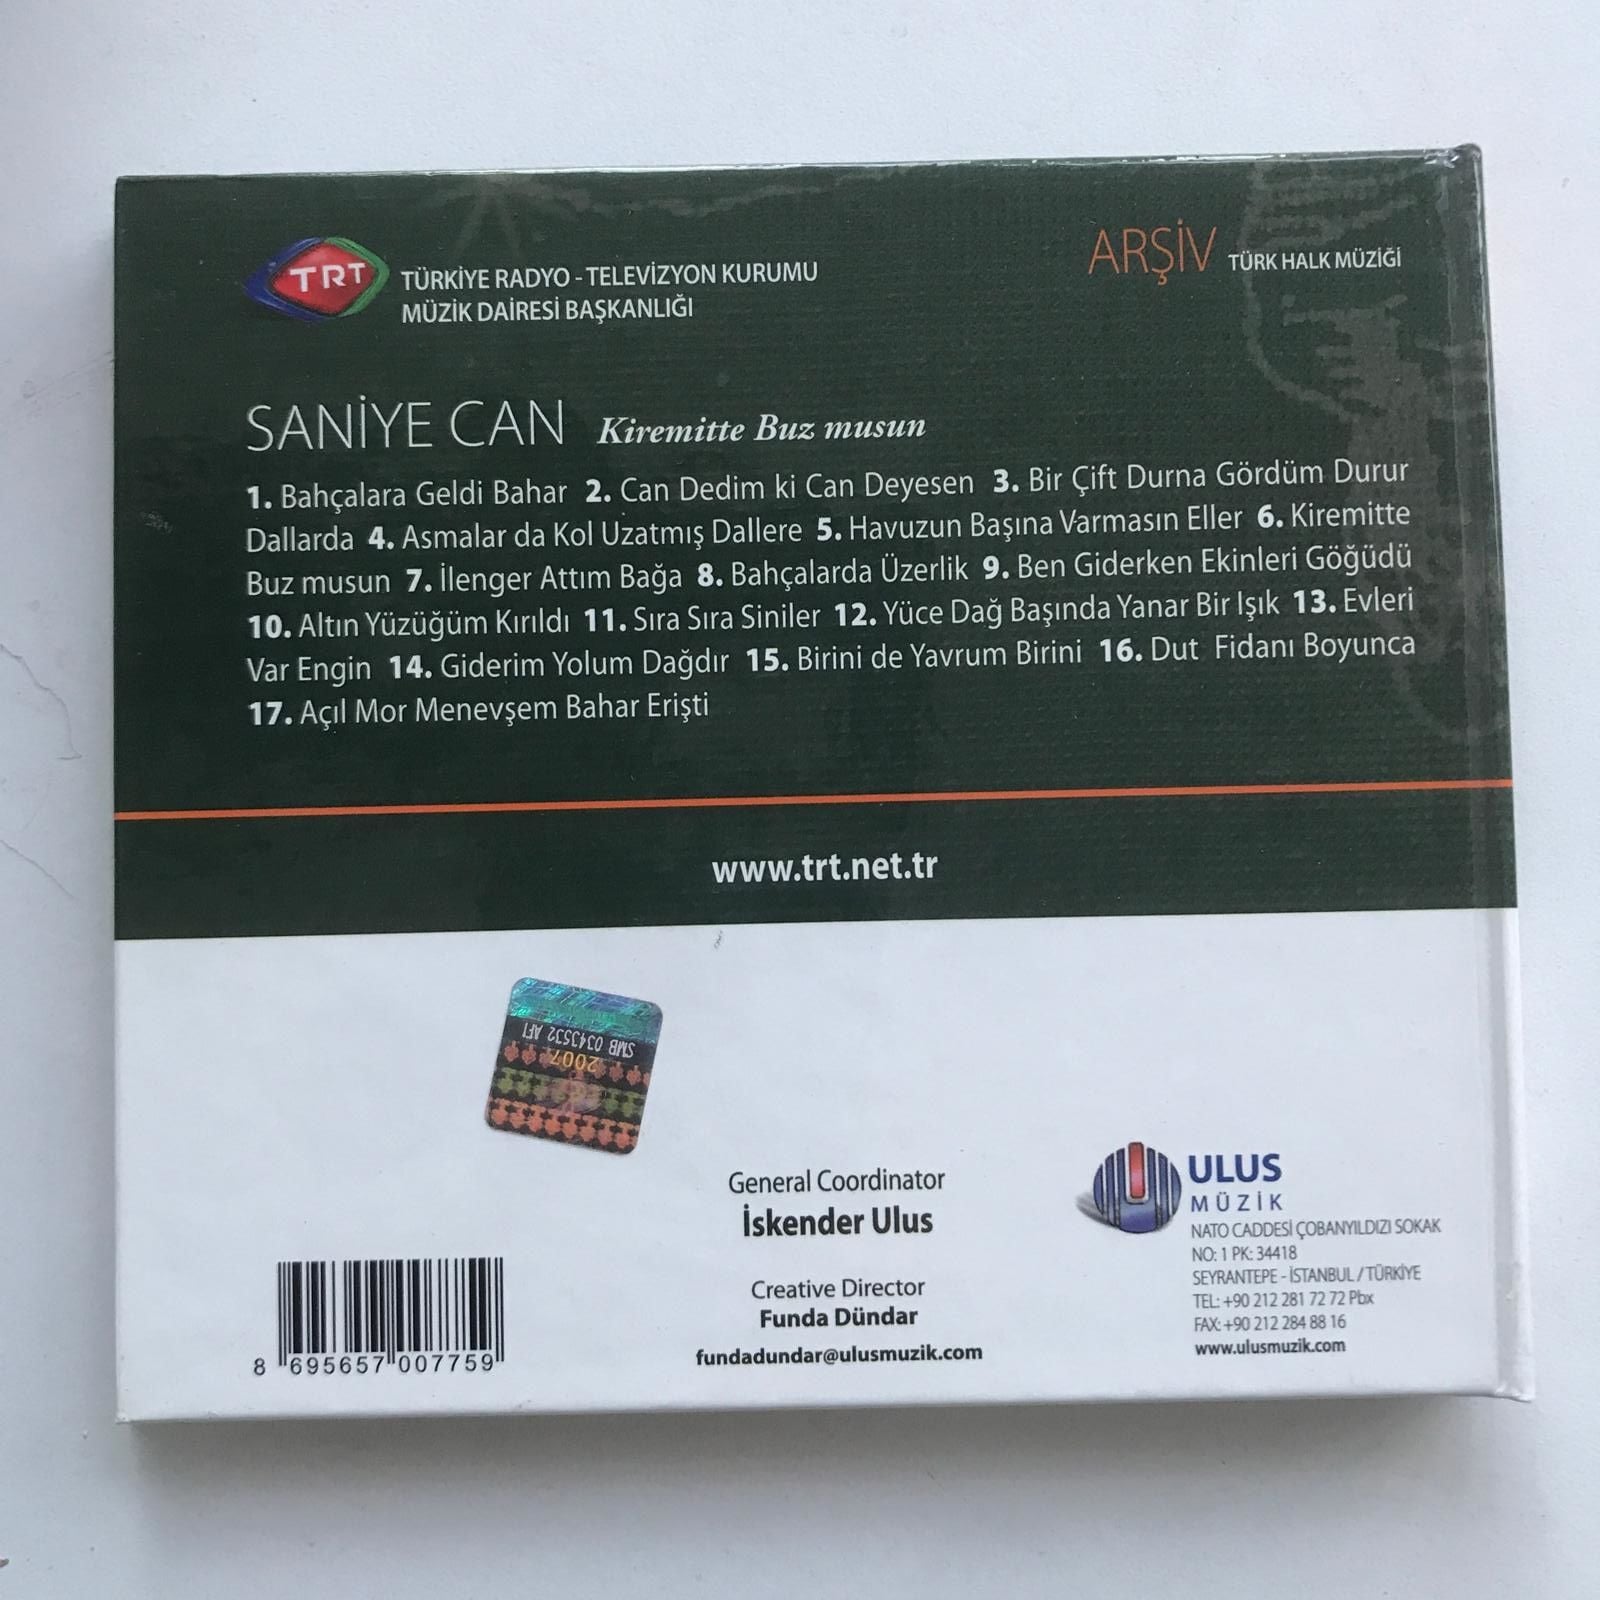 TRT
TÜRKİYE RADYO - TELEVİZYON KURUMU
MÜZİK DAİRESİ BAŞKANLIĞI
ARŞİV TÜRK HALK MÜZİĞİ
SANİYE CAN Kiremitte Buz musun
1. Bahçalara Geldi Bahar 2. Can Dedim ki Can Deyesen 3. Bir Çift Durna Gördüm Durur
Dallarda 4. Asmalar da Kol Uzatmış Dallere 5. Havuzun Başına Varmasın Eller 6. Kiremitte
Buz musun 7. İlenger Attım Bağa 8. Bahçalarda Üzerlik 9. Ben Giderken Ekinleri Göğüdü
10. Altın Yüzüğüm Kırıldı 11. Sıra Sıra Siniler 12. Yüce Dağ Başında Yanar Bir Işık 13. Evleri
Var Engin 14. Giderim Yolum Dağdır 15. Birini de Yavrum Birini 16. Dut Fidanı Boyunca
17. Açıl Mor Menevşem Bahar Erişti
www.trt.net.tr
SMB 0343532 AF1
2007
General Coordinator
İskender Ulus
Creative Director
Funda Dündar
fundadundar@ulusmuzik.com
ULUS
MÜZİK
NATO CADDESİ ÇOBANYILDIZI SOKAK
NO: 1 PK: 34418
SEYRANTEPE - İSTANBUL / TÜRKİYE
TEL: +90 212 281 72 72 Pbx
FAX: +90 212 284 88 16
www.ulusmuzik.com
8 695657 007759